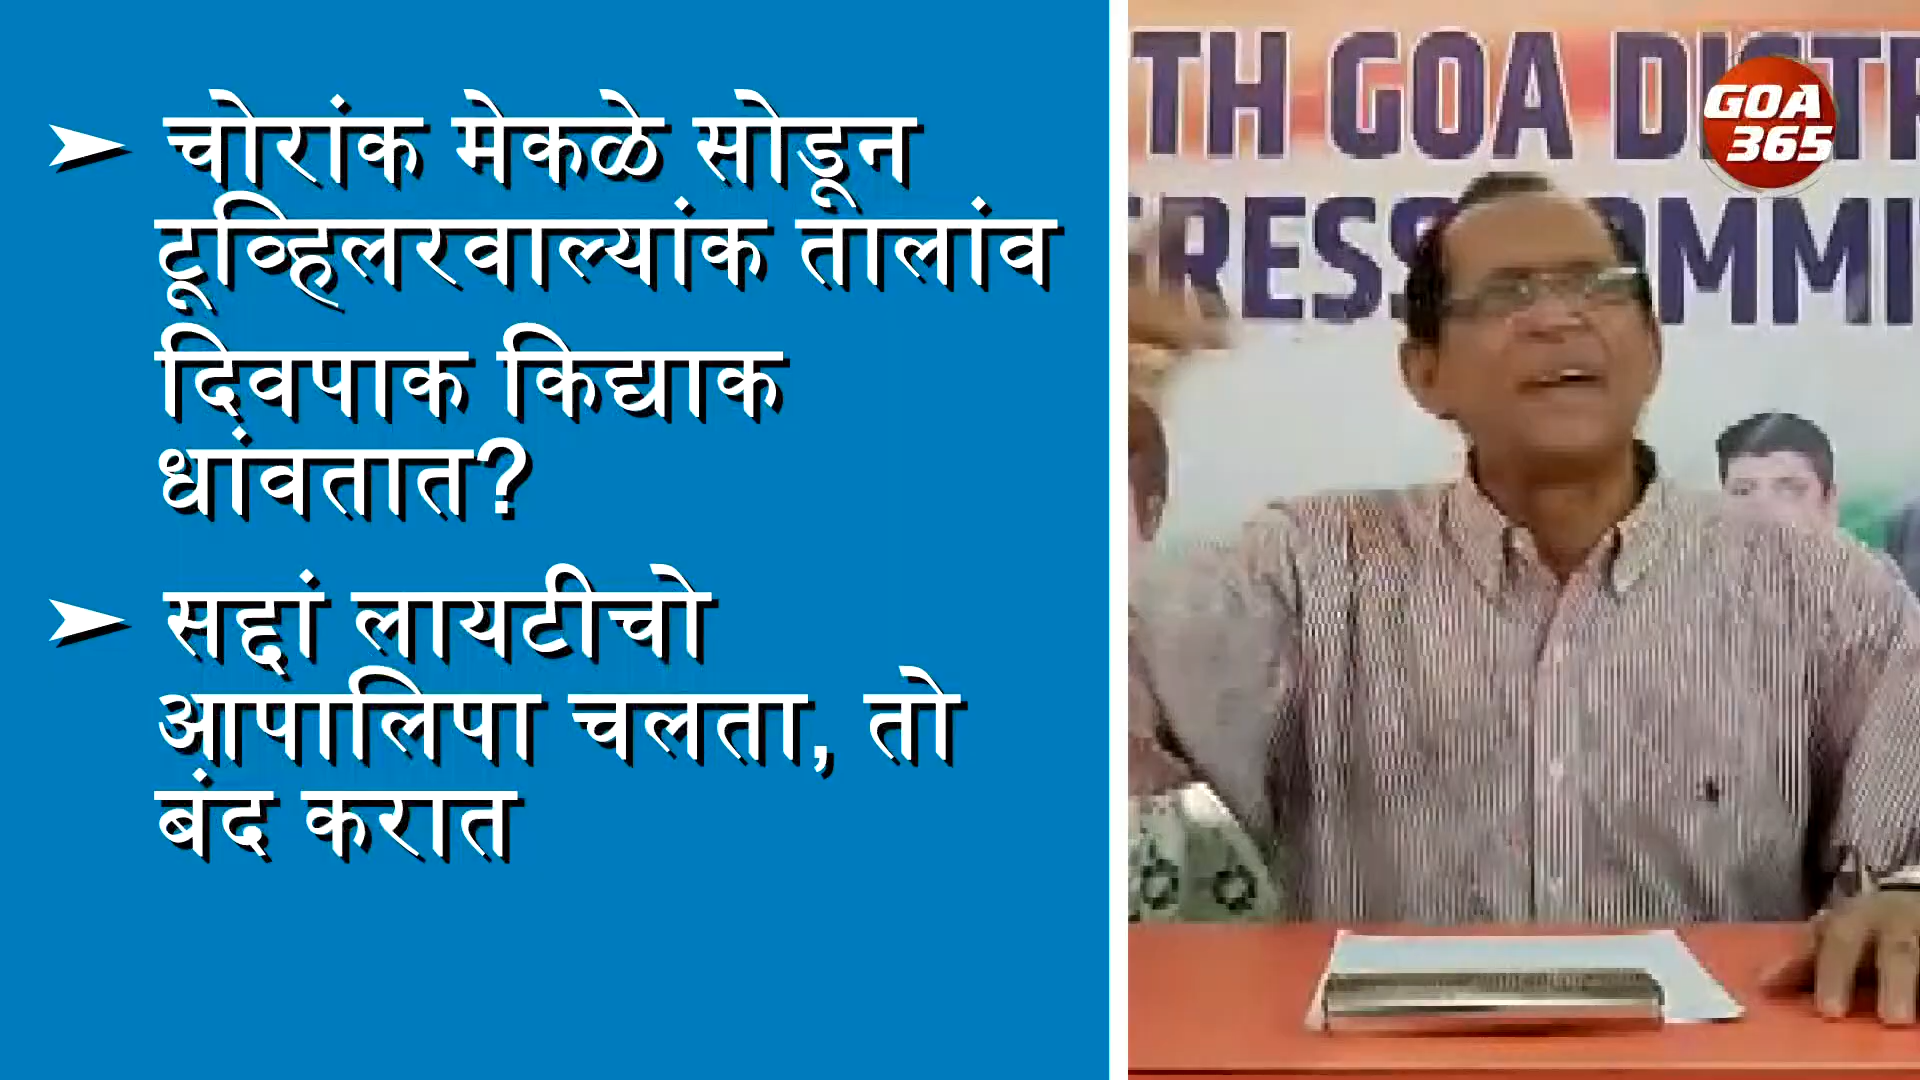 चोरांक मेकळे सोडून
टूव्हिलरवाल्यांक तालांव
दिवपाक किद्याक
धांवतात?
सद्दां लायटीचो
आपालिपा चलता, तो
बंद करात
TH GOA DISTR
GOA
365
RESS COMMI